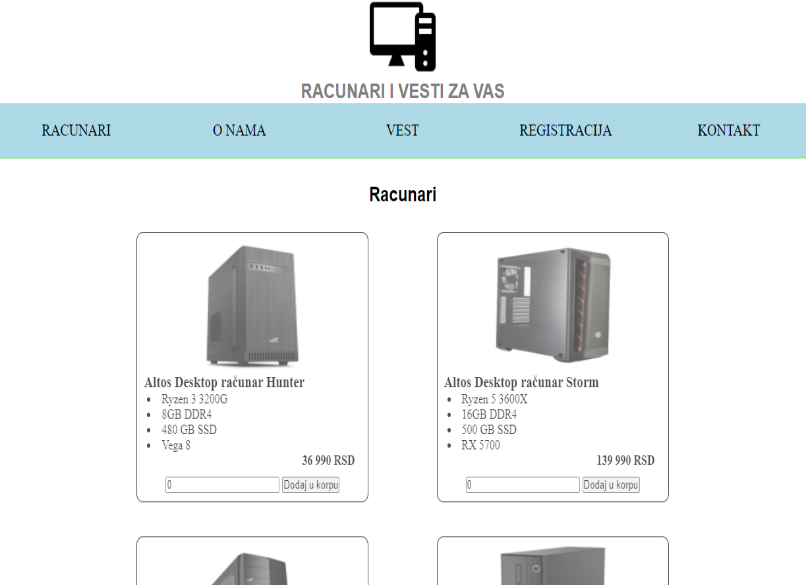 RACUNARI I VESTI ZA VAS
RACUNARI
O NAMA
VEST
REGISTRACIJA
KONTAKT
Racunari
Altos Desktop računar Hunter
Ryzen 3 3200G
8GB DDR4
480 GB SSD
Vega 8
36 990 RSD
0
Dodaj u korpu
Altos Desktop računar Storm
Ryzen 5 3600X
16GB DDR4
500 GB SSD
RX 5700
139 990 RSD
0
Dodaj u korpu